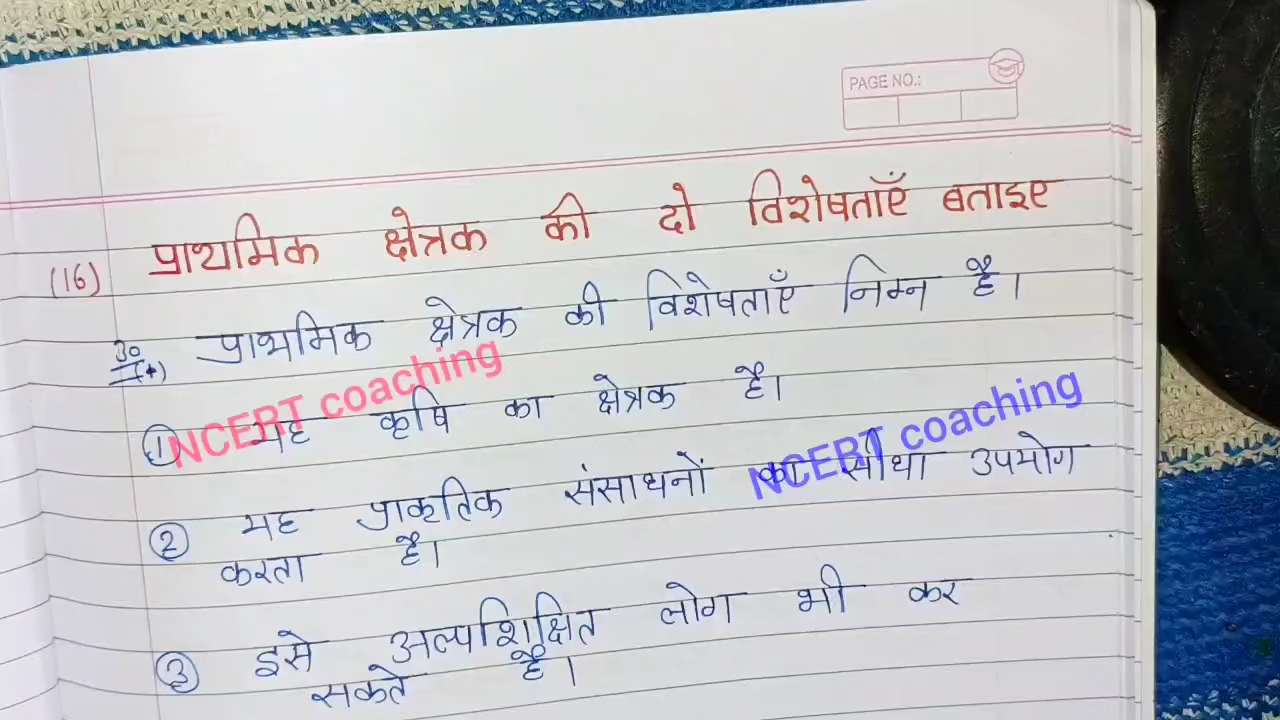 PAGE NO.:
(16) प्राथमिक क्षेत्रक की दो विशेषताएँ बताइए
उ० प्राथमिक क्षेत्रक की विशेषताएँ निम्न है।
NCERT coaching
① यह कृषि का क्षेत्रक है।
NCERT coaching
② यह प्राकृतिक संसाधनों का सीधा उपयोग
करता है।
③ इसे अल्पशिक्षित लोग भी कर
सकते है।